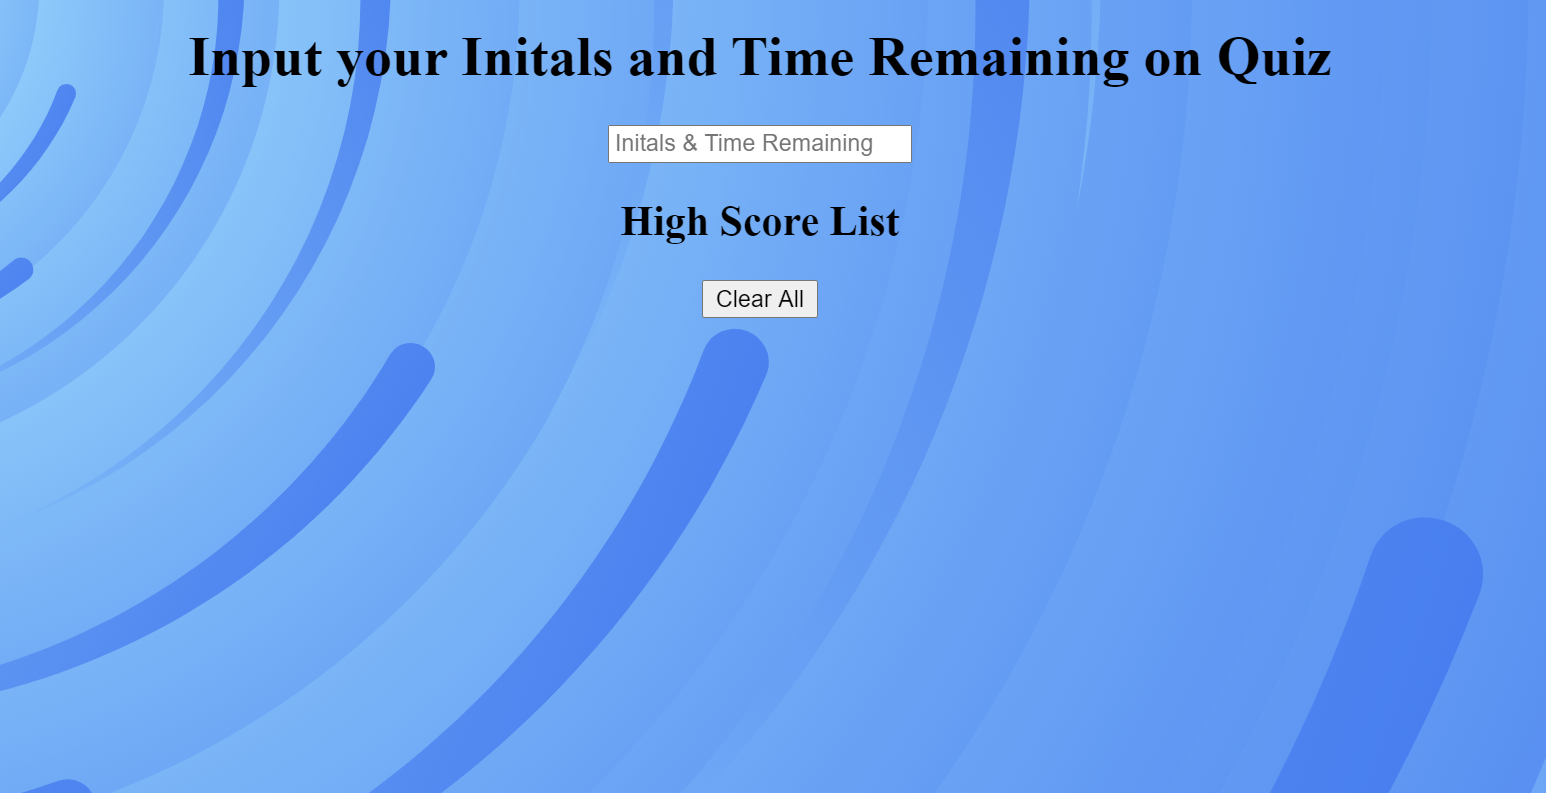 Input your Initals and Time Remaining on Quiz
Initals & Time Remaining
High Score List
Clear All